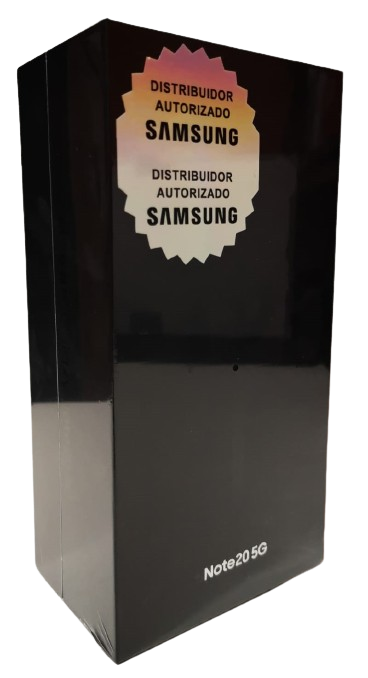 DISTRIBUIDOR
AUTORIZADO
SAMSUNG
DISTRIBUIDOR
AUTORIZADO
SAMSUNG
Note20 5G